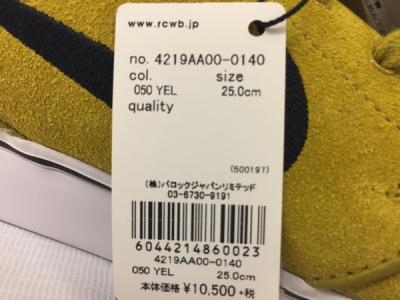 www.rcwb.jp
no. 4219AA00-0140
col. size
050 YEL 25.0cm
quality
(500197)
(株)バロックジャパンリミテッド
03-6730-9191
6044214860023
4219AA00-0140
050 YEL 25.0cm
本体価格 ¥10,500 +税